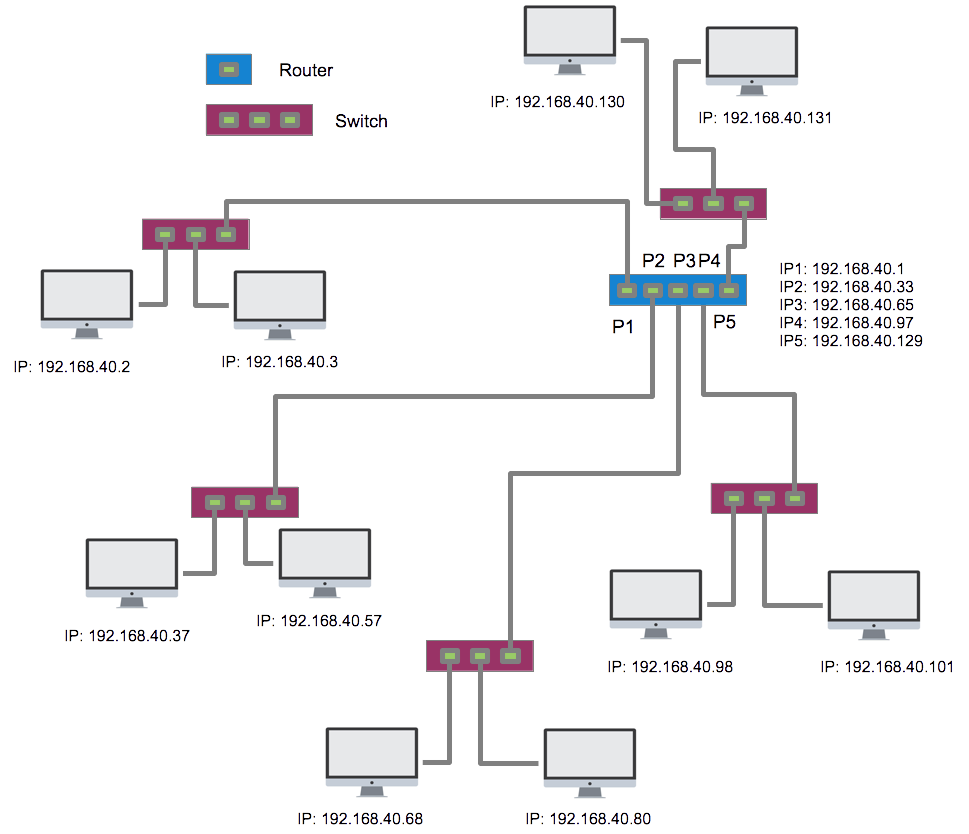 Router
Switch
IP: 192.168.40.130
IP: 192.168.40.131
P2 P3 P4
IP1: 192.168.40.1
IP2: 192.168.40.33
IP3: 192.168.40.65
IP4: 192.168.40.97
IP5: 192.168.40.129
P1
P5
IP: 192.168.40.2
IP: 192.168.40.3
IP: 192.168.40.37
IP: 192.168.40.57
IP: 192.168.40.98
IP: 192.168.40.101
IP: 192.168.40.68
IP: 192.168.40.80